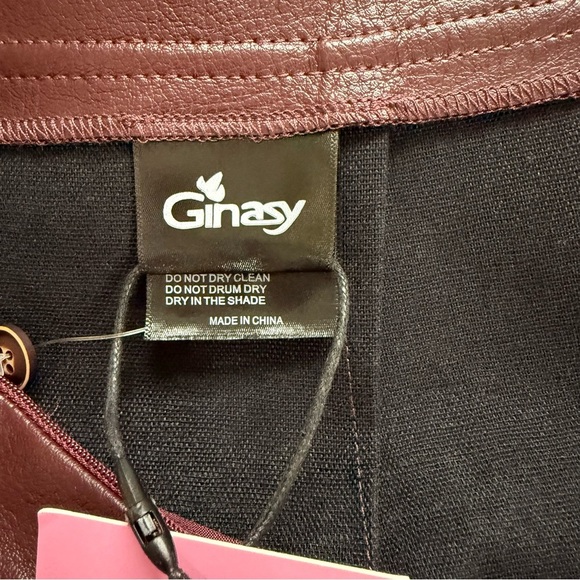 Ginasy
DO NOT DRY CLEAN
DO NOT DRUM DRY
DRY IN THE SHADE
MADE IN CHINA